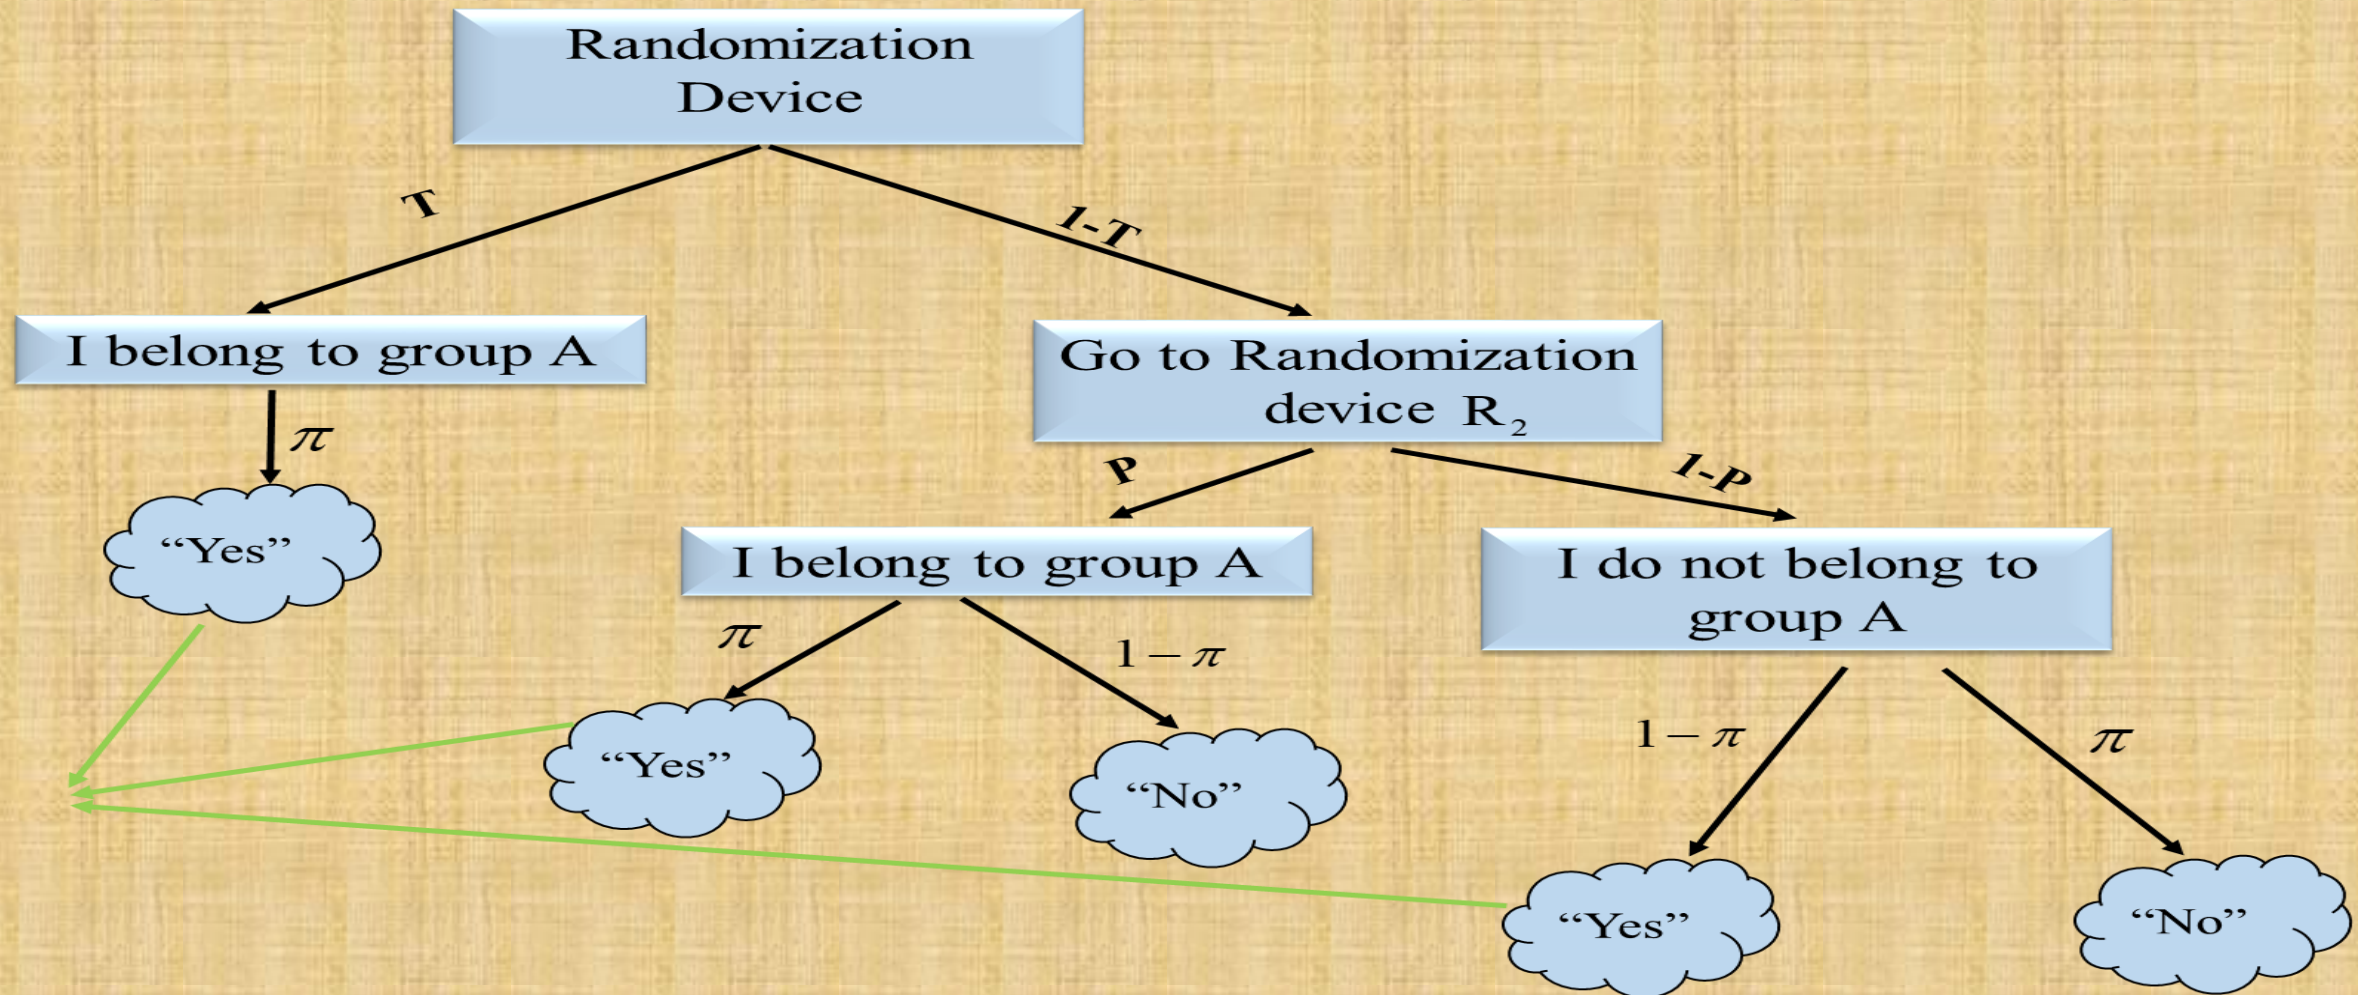 Randomization
Device
T
1-T
I belong to group A
Go to Randomization
device R₂
π
P
1-P
“Yes”
I belong to group A
I do not belong to
group A
π
1 − π
1 − π
π
“Yes”
“No”
“Yes”
“No”